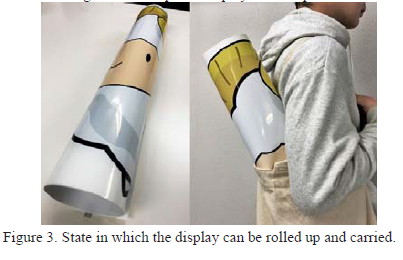 Figure 3. State in which the display can be rolled up and carried.